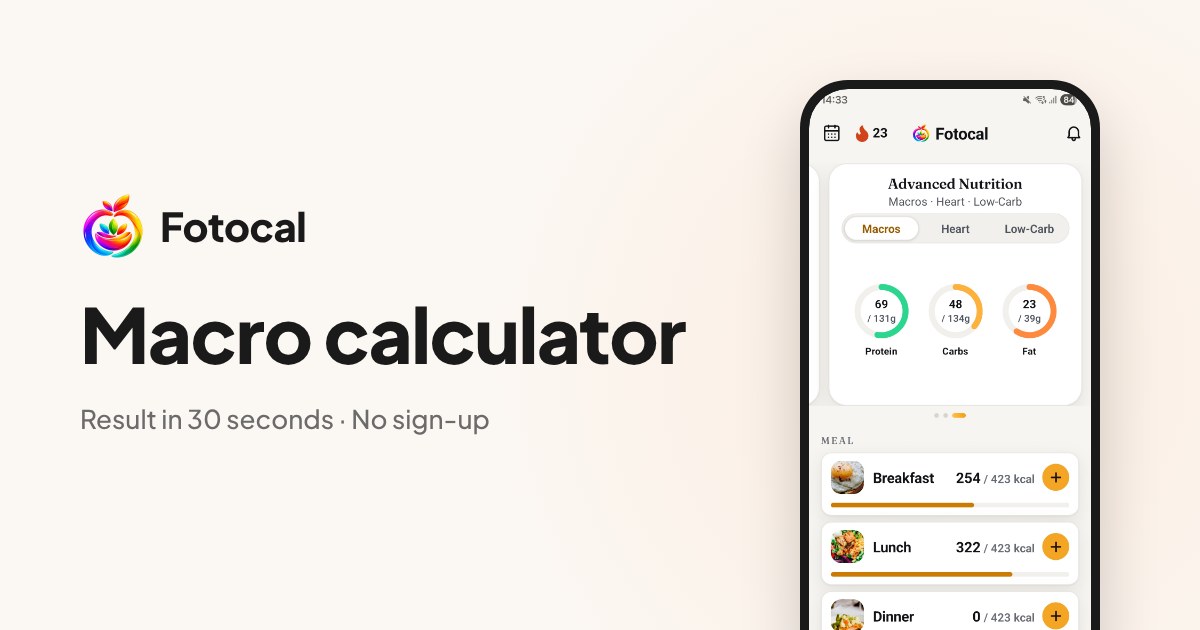 Fotocal
Macro calculator
Result in 30 seconds · No sign-up
14:33
84
23
Fotocal
Advanced Nutrition
Macros · Heart · Low-Carb
Macros Heart Low-Carb
69 48 23
/ 131g / 134g / 39g
Protein Carbs Fat
MEAL
Breakfast 254 / 423 kcal +
Lunch 322 / 423 kcal +
Dinner 0 / 423 kcal +